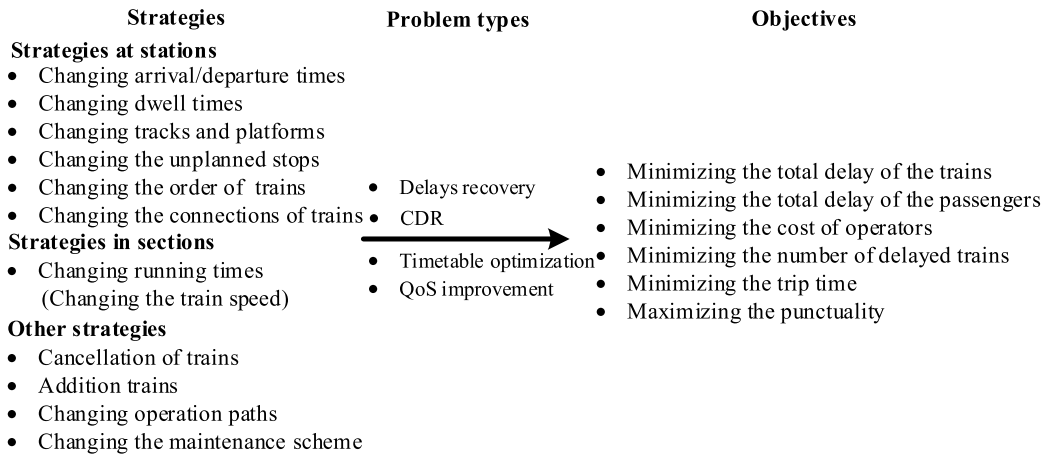 Strategies
Strategies at stations
• Changing arrival/departure times
• Changing dwell times
• Changing tracks and platforms
• Changing the unplanned stops
• Changing the order of trains
• Changing the connections of trains
Strategies in sections
• Changing running times
(Changing the train speed)
Other strategies
• Cancellation of trains
• Addition trains
• Changing operation paths
• Changing the maintenance scheme
Problem types
• Delays recovery
• CDR
• Timetable optimization
• QoS improvement
Objectives
• Minimizing the total delay of the trains
• Minimizing the total delay of the passengers
• Minimizing the cost of operators
• Minimizing the number of delayed trains
• Minimizing the trip time
• Maximizing the punctuality